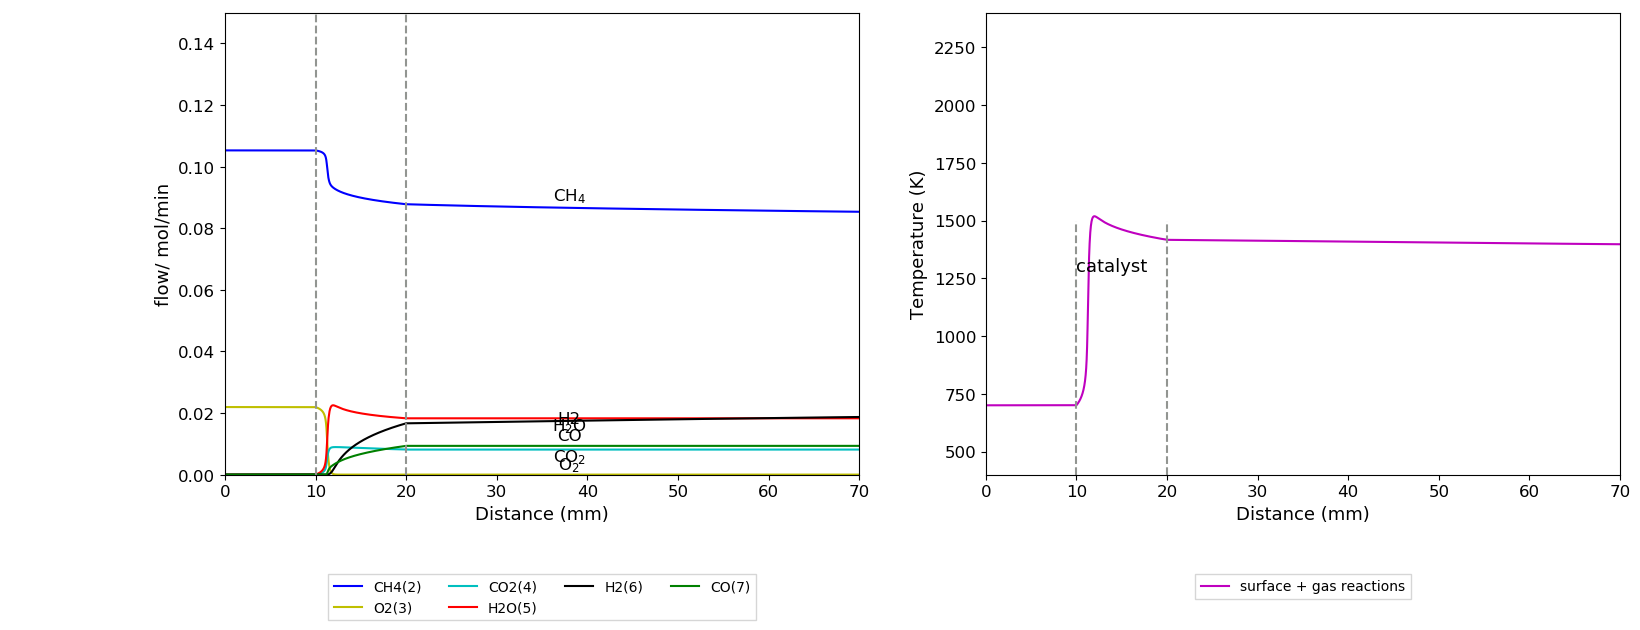 0.14
0.12
0.10
0.08
0.06
0.04
0.02
0.00
flow/ mol/min
CH4
H2
H2O
CO
CO2
O2
0 10 20 30 40 50 60 70
Distance (mm)
CH4(2) CO2(4) H2(6) CO(7)
O2(3) H2O(5)
2250
2000
1750
1500
1250
1000
750
500
Temperature (K)
catalyst
0 10 20 30 40 50 60 70
Distance (mm)
surface + gas reactions